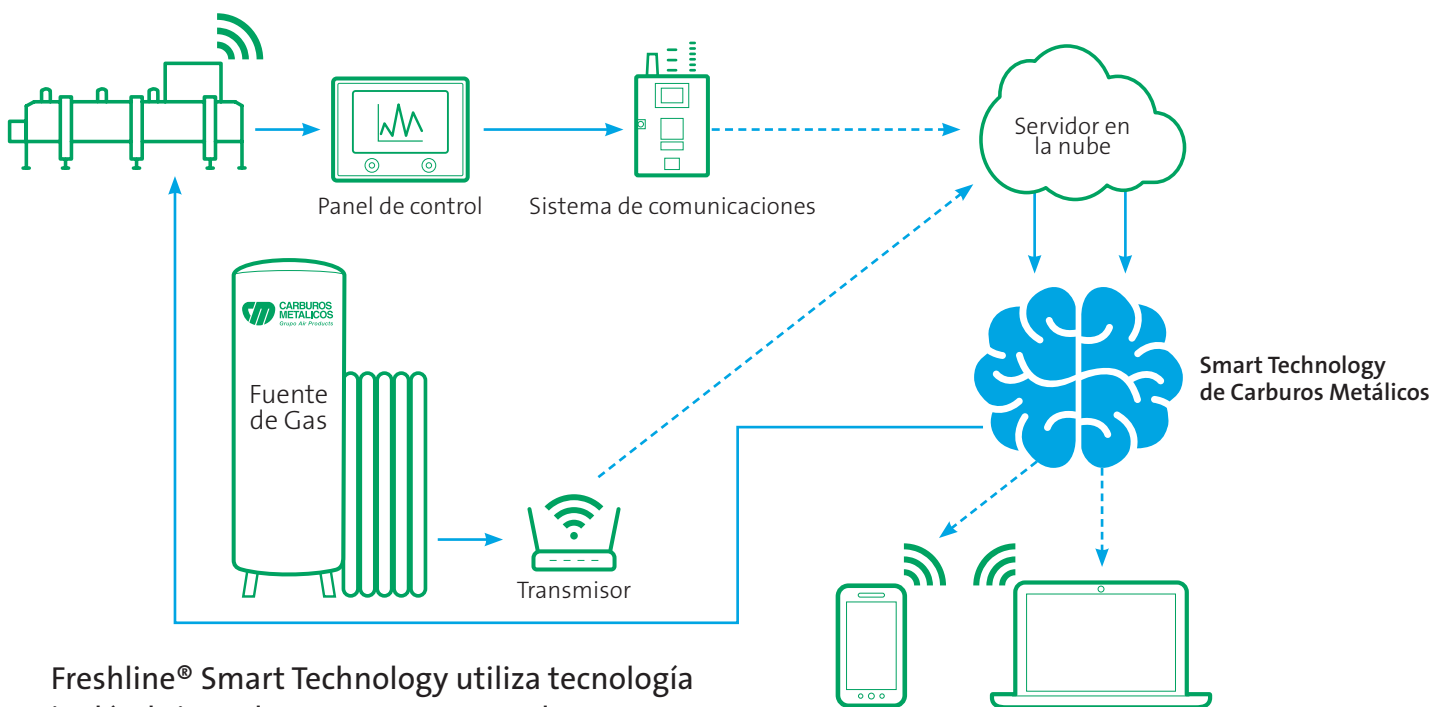 Servidor en
la nube
Panel de control
Sistema de comunicaciones
CARBUROS
METALICOS
Grupo Air Products
Fuente
de Gas
Smart Technology
de Carburos Metálicos
Transmisor
Freshline® Smart Technology utiliza tecnología